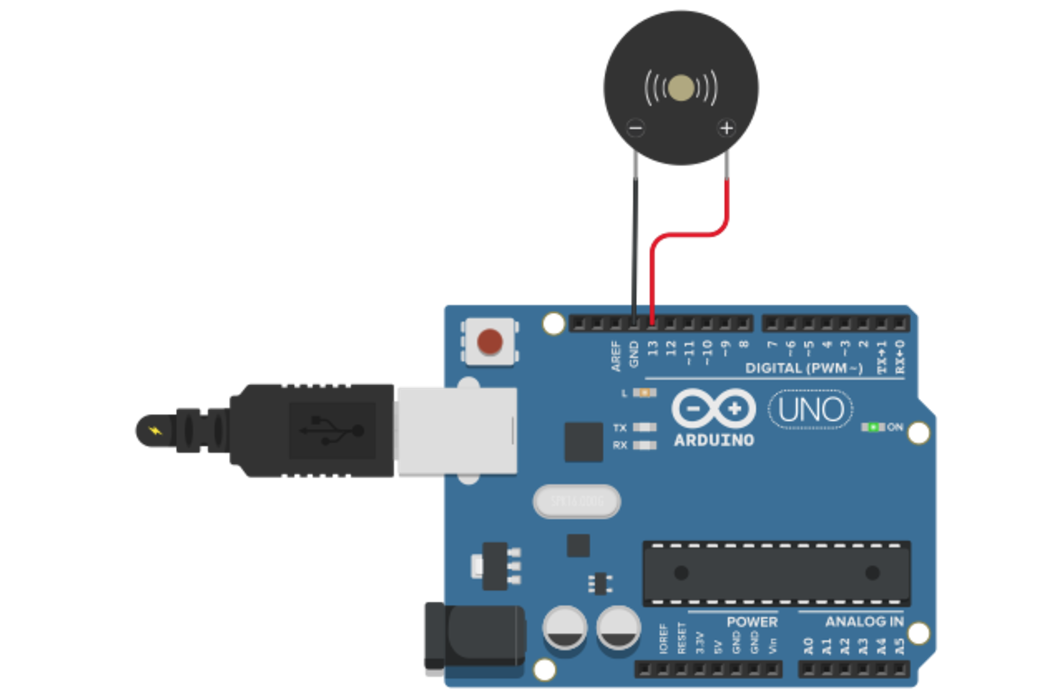 − +
AREF GND 13 12 ~11 ~10 ~9 8 7 ~6 ~5 4 ~3 2 TX→1 RX←0
DIGITAL (PWM~)
L
TX
RX
ARDUINO
UNO
ON
POWER
ANALOG IN
IOREF RESET 3.3V 5V GND GND Vin A0 A1 A2 A3 A4 A5